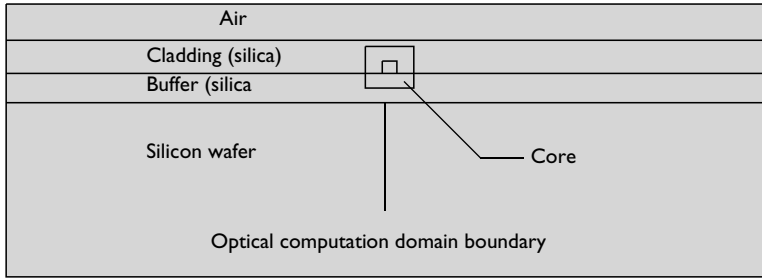 Air
Cladding (silica)
Buffer (silica
Silicon wafer
Core
Optical computation domain boundary